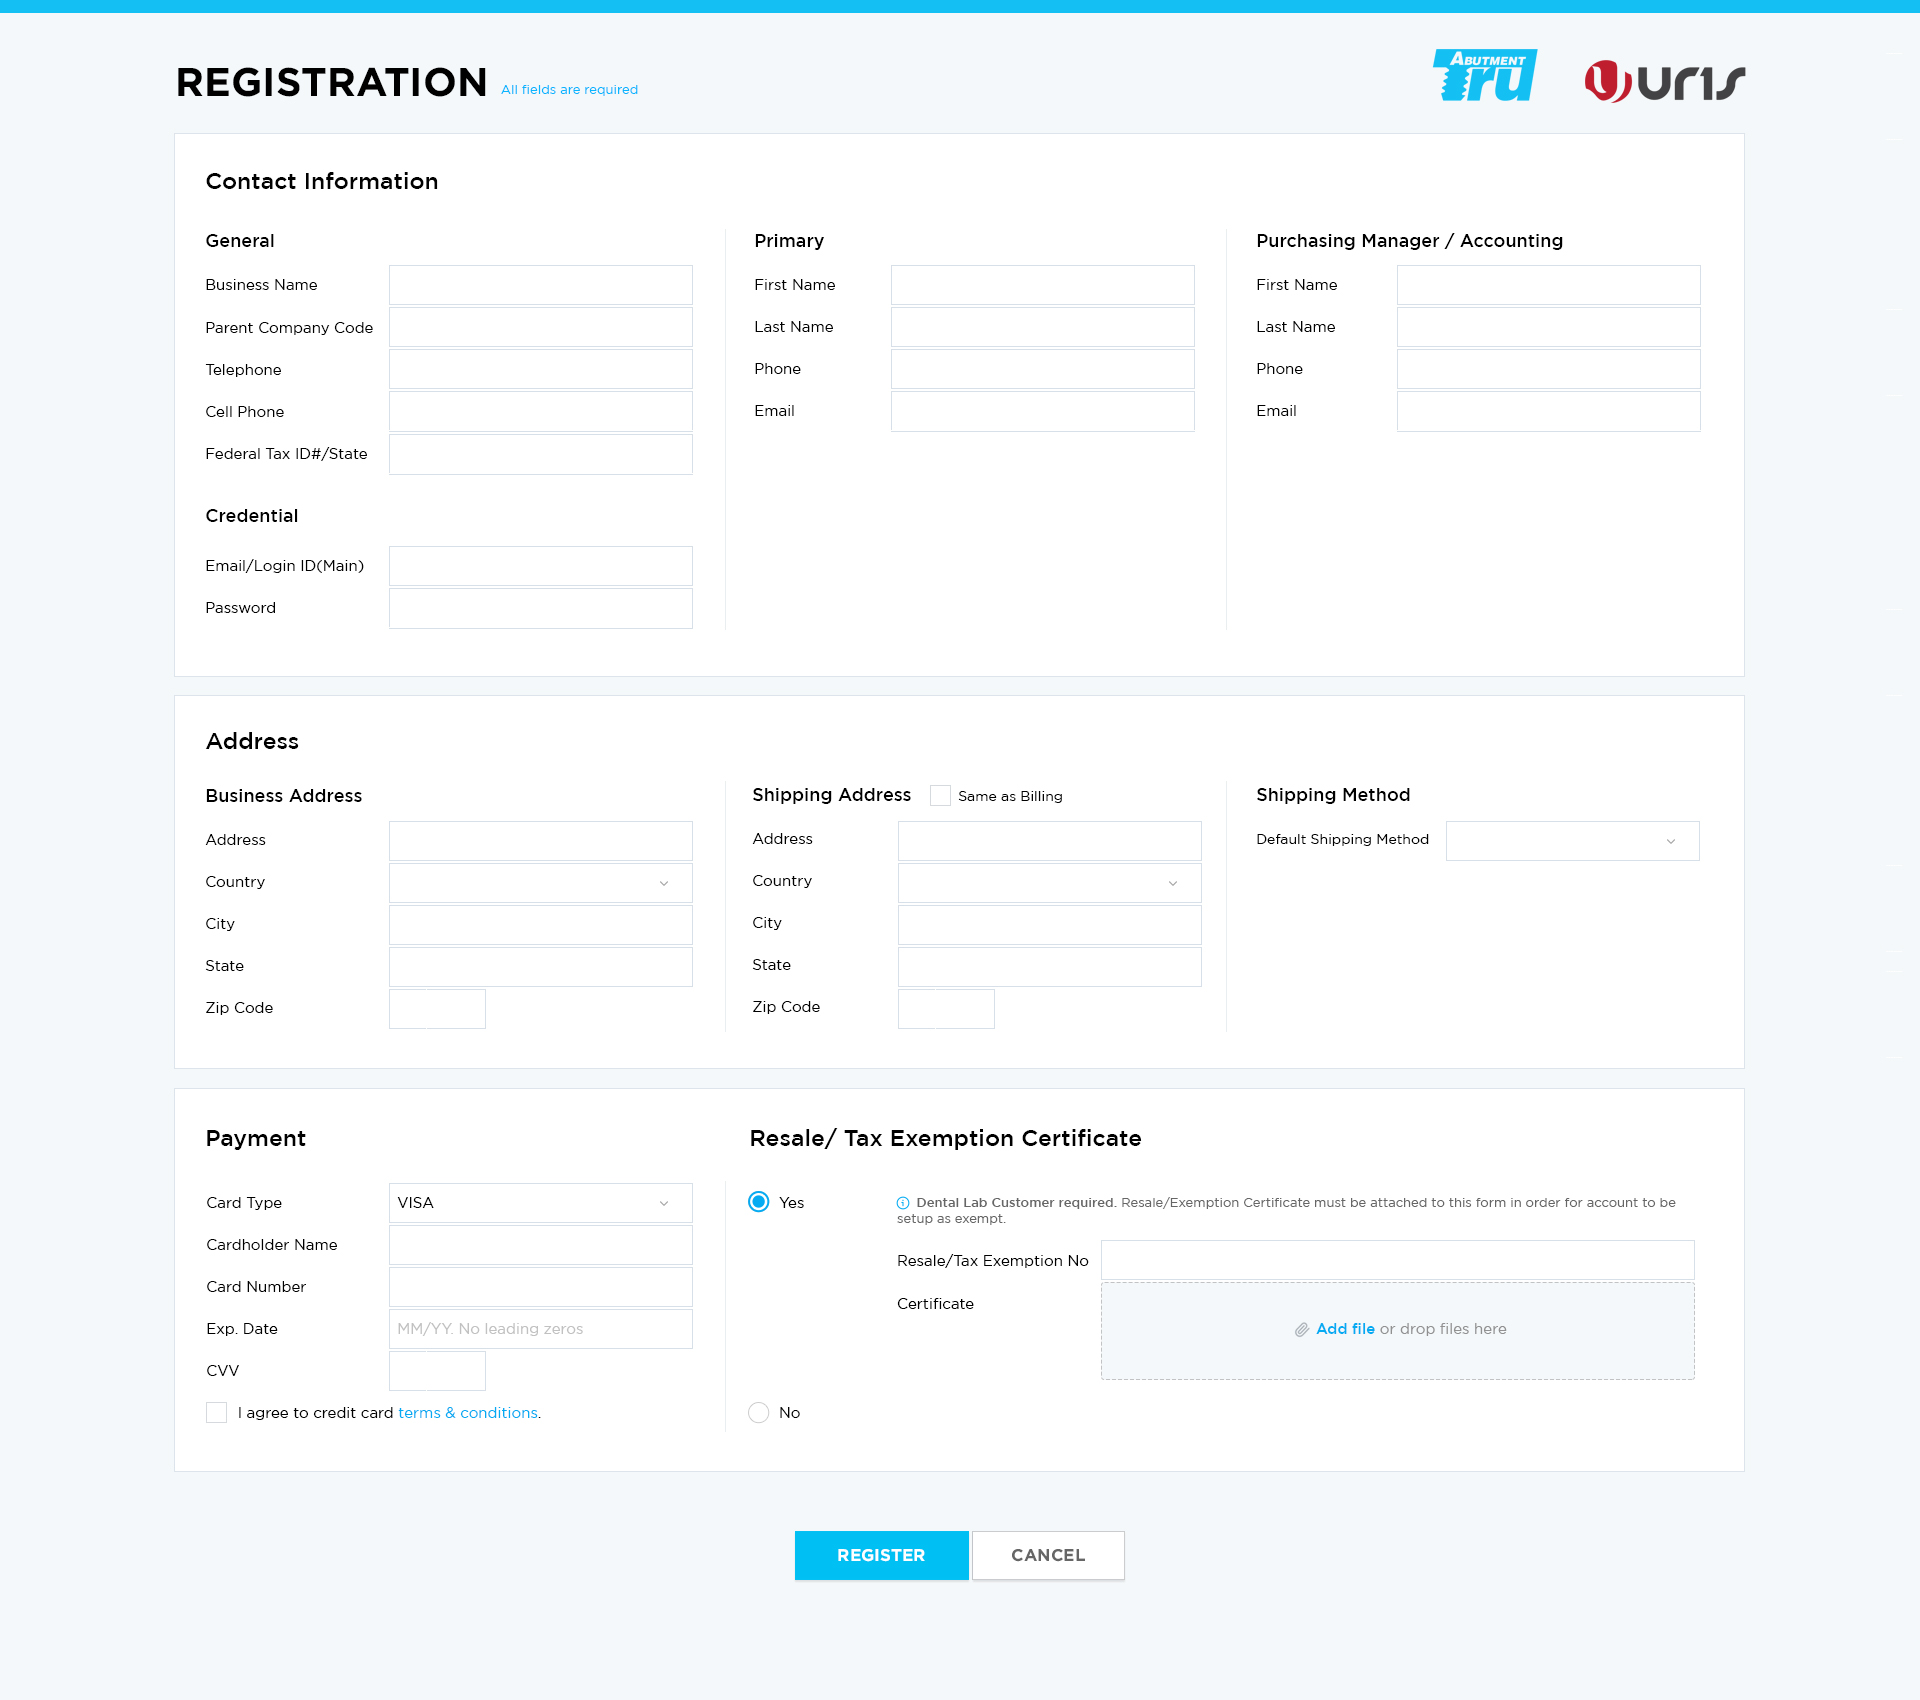 REGISTRATION All fields are required
ABUTMENT
Tru
URIS
Contact Information
General
Business Name
Parent Company Code
Telephone
Cell Phone
Federal Tax ID#/State
Credential
Email/Login ID(Main)
Password
Primary
First Name
Last Name
Phone
Email
Purchasing Manager / Accounting
First Name
Last Name
Phone
Email
Address
Business Address
Address
Country
City
State
Zip Code
Shipping Address Same as Billing
Address
Country
City
State
Zip Code
Shipping Method
Default Shipping Method
Payment
Card Type VISA
Cardholder Name
Card Number
Exp. Date MM/YY. No leading zeros
CVV
I agree to credit card terms & conditions.
Resale/ Tax Exemption Certificate
Yes
Dental Lab Customer required. Resale/Exemption Certificate must be attached to this form in order for account to be
setup as exempt.
Resale/Tax Exemption No
Certificate
Add file or drop files here
No
REGISTER CANCEL